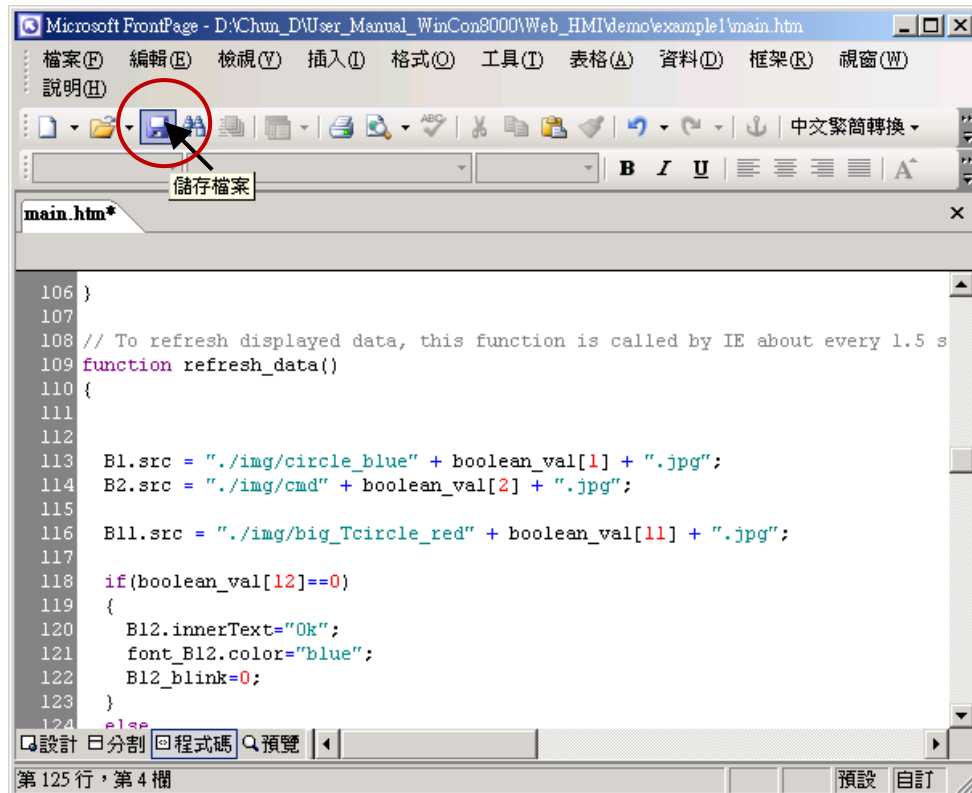 Microsoft FrontPage - D:\Chun_D\User_Manual_WinCon8000\Web_HMI\demo\example1\main.htm
檔案(F) 編輯(E) 檢視(V) 插入(I) 格式(O) 工具(T) 表格(A) 資料(D) 框架(R) 視窗(W)
說明(H)
ABC 中文繁簡轉換
B I U A
儲存檔案
main.htm*
106 }
107
108 // To refresh displayed data, this function is called by IE about every 1.5 s
109 function refresh_data()
110 {
111
112
113 B1.src = "./img/circle_blue" + boolean_val[1] + ".jpg";
114 B2.src = "./img/cmd" + boolean_val[2] + ".jpg";
115
116 B11.src = "./img/big_Tcircle_red" + boolean_val[11] + ".jpg";
117
118 if(boolean_val[12]==0)
119 {
120 B12.innerText="Ok";
121 font_B12.color="blue";
122 B12_blink=0;
123 }
124 else
設計 分割 程式碼 預覽
第 125 行，第 4 欄 預設 自訂